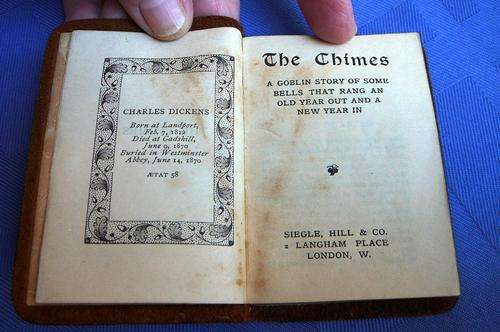 CHARLES DICKENS
Born at Landport,
Feb. 7, 1812
Died at Gadshill,
June 9, 1870
Buried in Westminster
Abbey, June 14, 1870
ÆTAT 58
The Chimes
A GOBLIN STORY OF SOME
BELLS THAT RANG AN
OLD YEAR OUT AND A
NEW YEAR IN
SIEGLE, HILL & CO.
2 LANGHAM PLACE
LONDON, W.